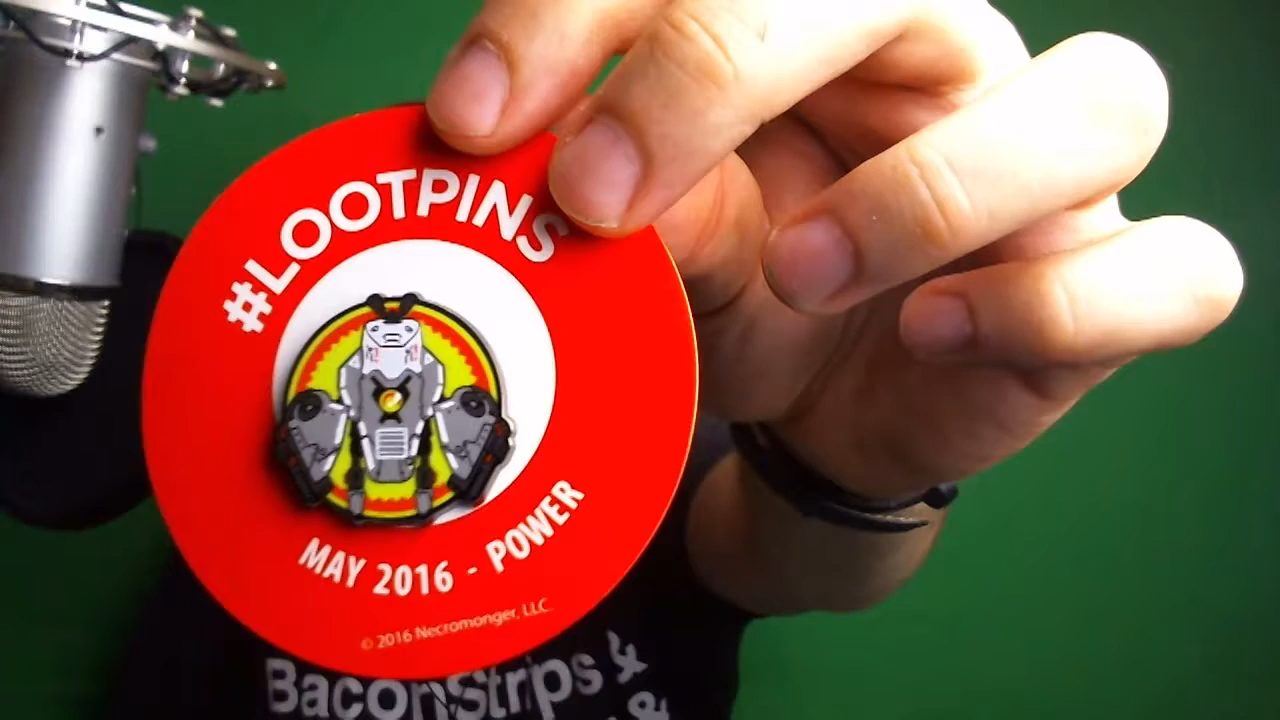 #LOOTPINS
MAY 2016 - POWER
© 2016 Necromonger, LLC.
BaconStrips &
&